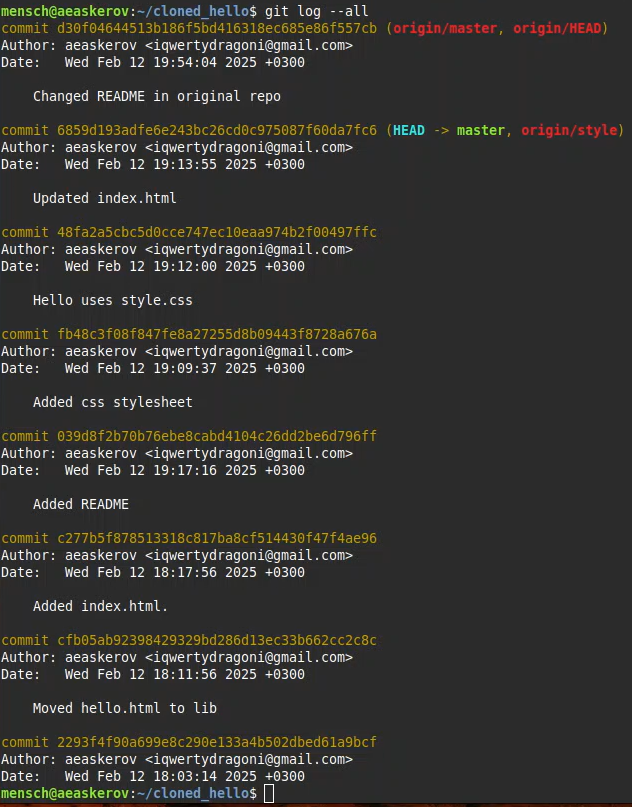 mensch@aeaskerov:~/cloned_hello$ git log --all
commit d30f04644513b186f5bd416318ec685e86f557cb (origin/master, origin/HEAD)
Author: aeaskerov <iqwertydragoni@gmail.com>
Date:   Wed Feb 12 19:54:04 2025 +0300
Changed README in original repo
commit 6859d193adfe6e243bc26cd0c975087f60da7fc6 (HEAD -> master, origin/style)
Author: aeaskerov <iqwertydragoni@gmail.com>
Date:   Wed Feb 12 19:13:55 2025 +0300
Updated index.html
commit 48fa2a5cbc5d0cce747ec10eaa974b2f00497ffc
Author: aeaskerov <iqwertydragoni@gmail.com>
Date:   Wed Feb 12 19:12:00 2025 +0300
Hello uses style.css
commit fb48c3f08f847fe8a27255d8b09443f8728a676a
Author: aeaskerov <iqwertydragoni@gmail.com>
Date:   Wed Feb 12 19:09:37 2025 +0300
Added css stylesheet
commit 039d8f2b70b76ebe8cabd4104c26dd2be6d796ff
Author: aeaskerov <iqwertydragoni@gmail.com>
Date:   Wed Feb 12 19:17:16 2025 +0300
Added README
commit c277b5f878513318c817ba8cf514430f47f4ae96
Author: aeaskerov <iqwertydragoni@gmail.com>
Date:   Wed Feb 12 18:17:56 2025 +0300
Added index.html.
commit cfb05ab92398429329bd286d13ec33b662cc2c8c
Author: aeaskerov <iqwertydragoni@gmail.com>
Date:   Wed Feb 12 18:11:56 2025 +0300
Moved hello.html to lib
commit 2293f4f90a699e8c290e133a4b502dbed61a9bcf
Author: aeaskerov <iqwertydragoni@gmail.com>
Date:   Wed Feb 12 18:03:14 2025 +0300
mensch@aeaskerov:~/cloned_hello$